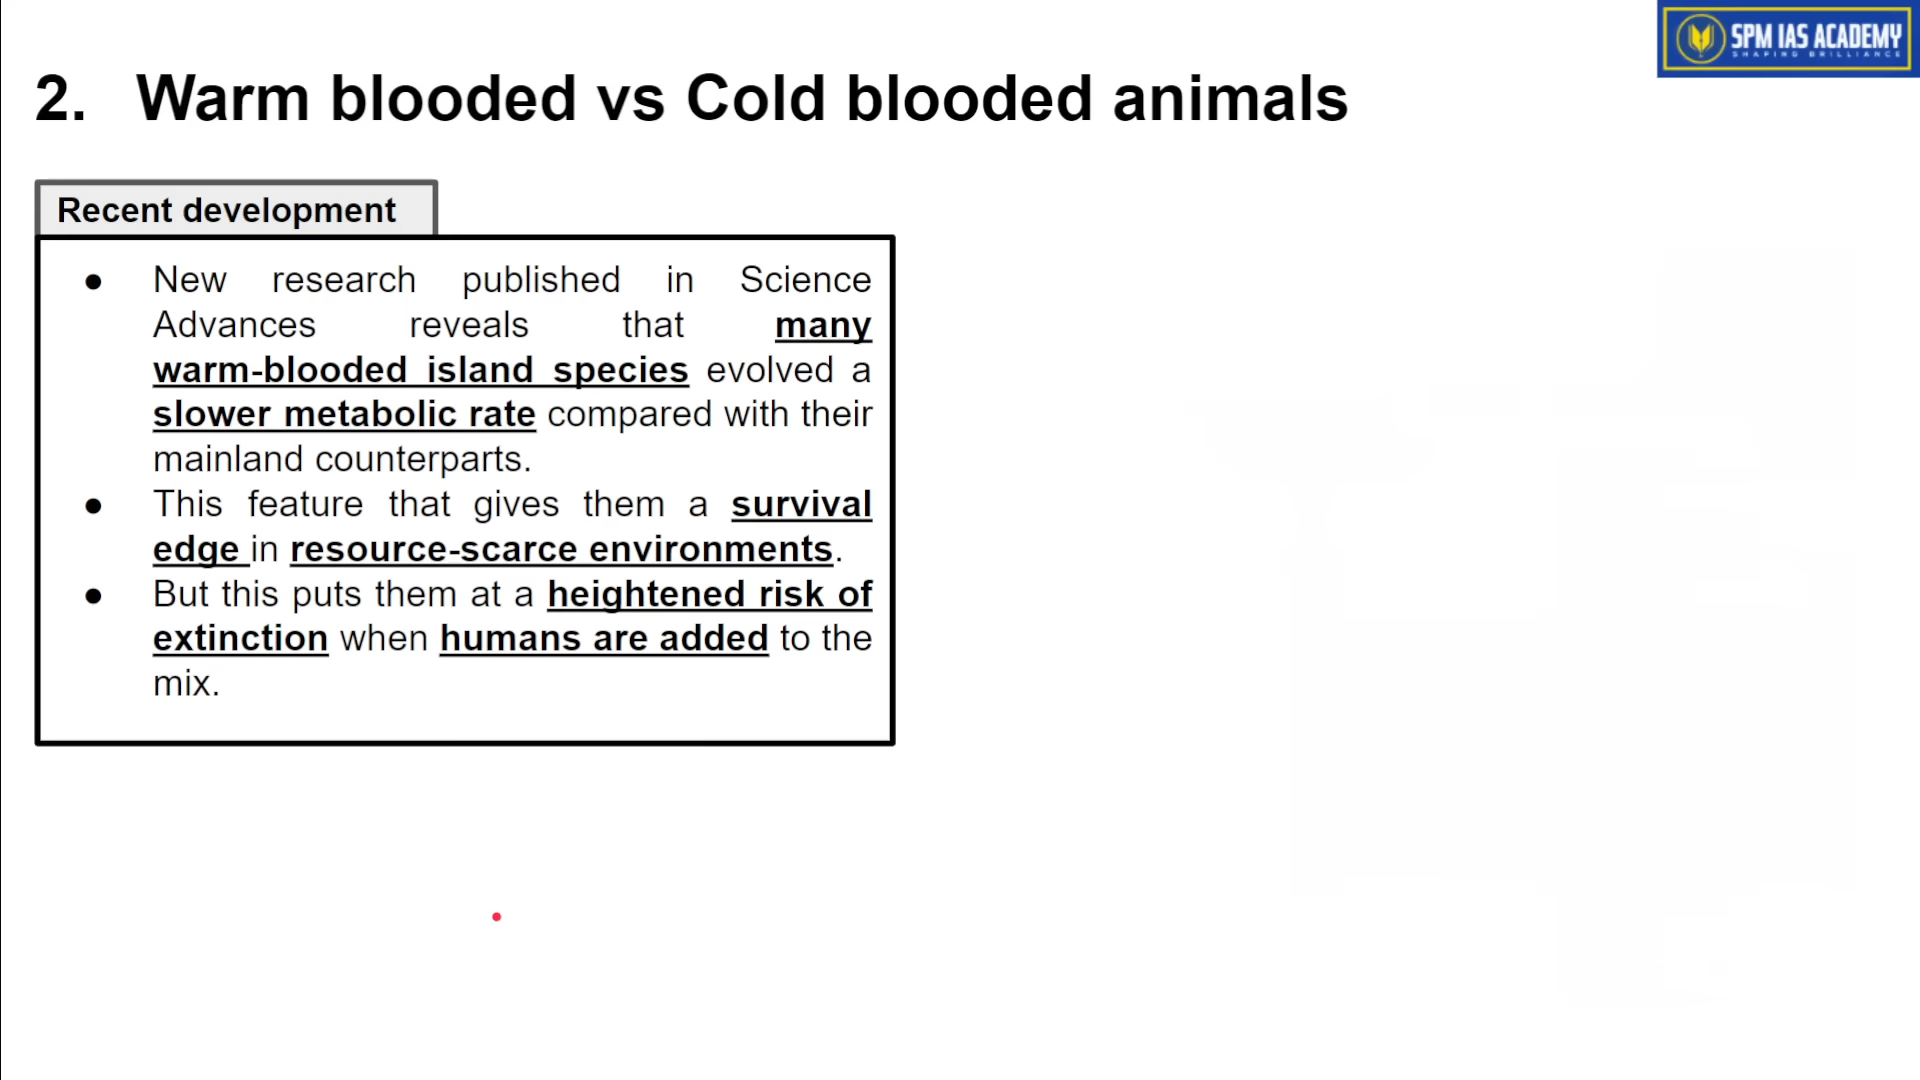 SPM IAS ACADEMY
SHAPING BRILLIANCE
2. Warm blooded vs Cold blooded animals
Recent development
● New research published in Science
Advances reveals that many
warm-blooded island species evolved a
slower metabolic rate compared with their
mainland counterparts.
● This feature that gives them a survival
edge in resource-scarce environments.
● But this puts them at a heightened risk of
extinction when humans are added to the
mix.